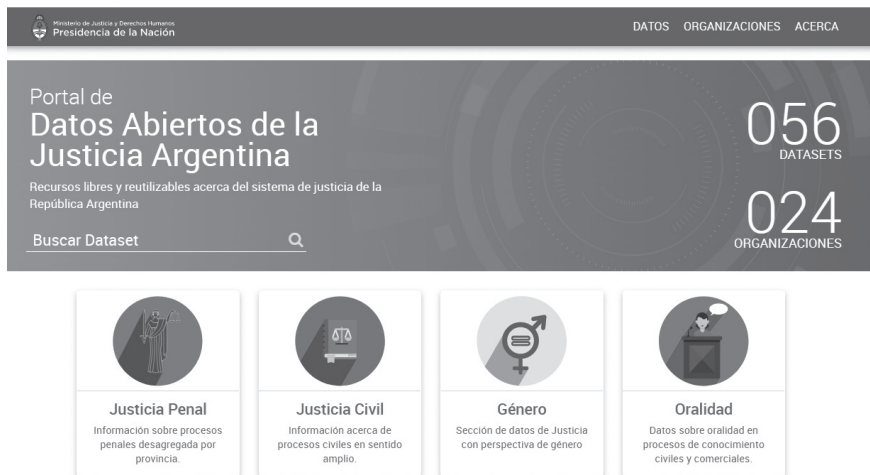 Ministerio de Justicia y Derechos Humanos
Presidencia de la Nación
DATOS ORGANIZACIONES ACERCA
Portal de
Datos Abiertos de la
Justicia Argentina
Recursos libres y reutilizables acerca del sistema de justicia de la
República Argentina
Buscar Dataset
056
DATASETS
024
ORGANIZACIONES
Justicia Penal
Información sobre procesos
penales desagregada por
provincia.
Justicia Civil
Información acerca de
procesos civiles en sentido
amplio.
Género
Sección de datos de Justicia
con perspectiva de género
Oralidad
Datos sobre oralidad en
procesos de conocimiento
civiles y comerciales.